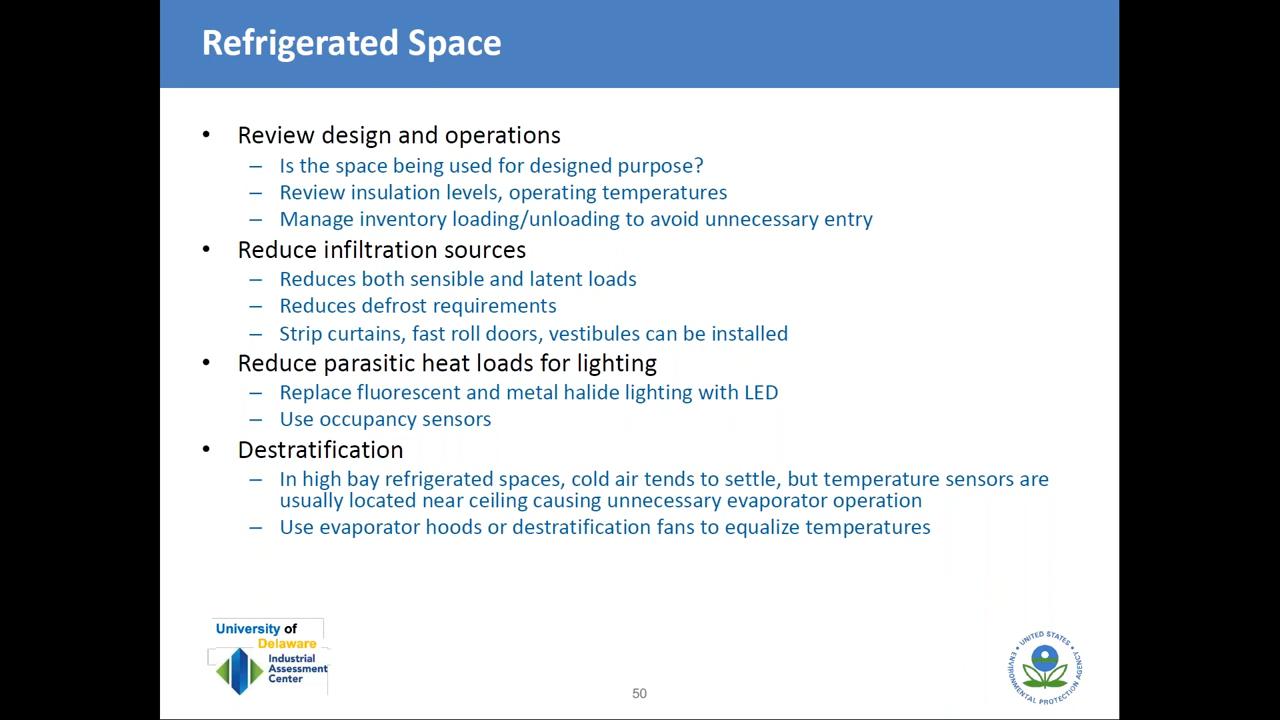 Refrigerated Space
• Review design and operations
– Is the space being used for designed purpose?
– Review insulation levels, operating temperatures
– Manage inventory loading/unloading to avoid unnecessary entry
• Reduce infiltration sources
– Reduces both sensible and latent loads
– Reduces defrost requirements
– Strip curtains, fast roll doors, vestibules can be installed
• Reduce parasitic heat loads for lighting
– Replace fluorescent and metal halide lighting with LED
– Use occupancy sensors
• Destratification
– In high bay refrigerated spaces, cold air tends to settle, but temperature sensors are
usually located near ceiling causing unnecessary evaporator operation
– Use evaporator hoods or destratification fans to equalize temperatures
University of
Delaware
Industrial
Assessment
Center
50
UNITED STATES
ENVIRONMENTAL PROTECTION AGENCY